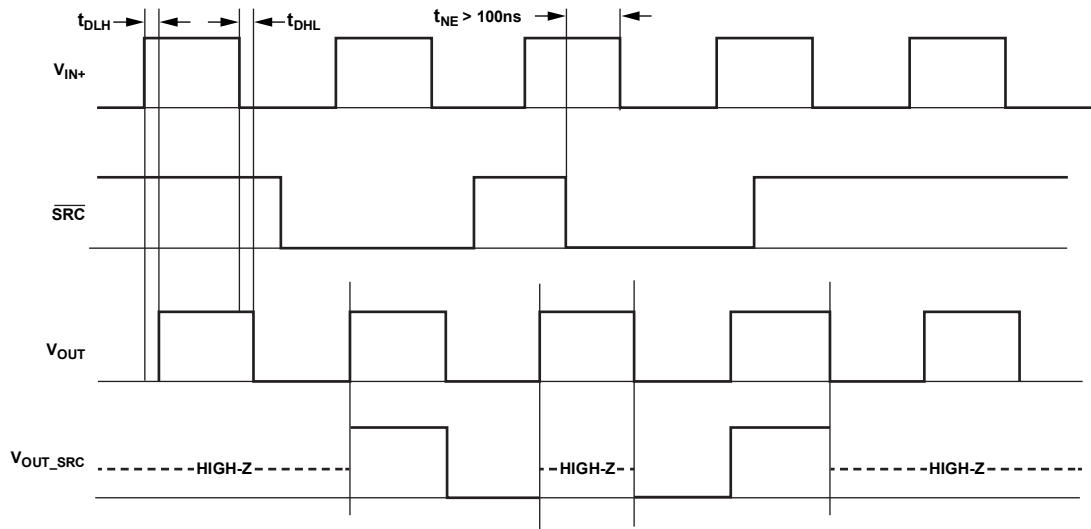 tDLH
tDHL
tNE > 100ns
VIN+
SRC
VOUT
VOUT_SRC
HIGH-Z
HIGH-Z
HIGH-Z